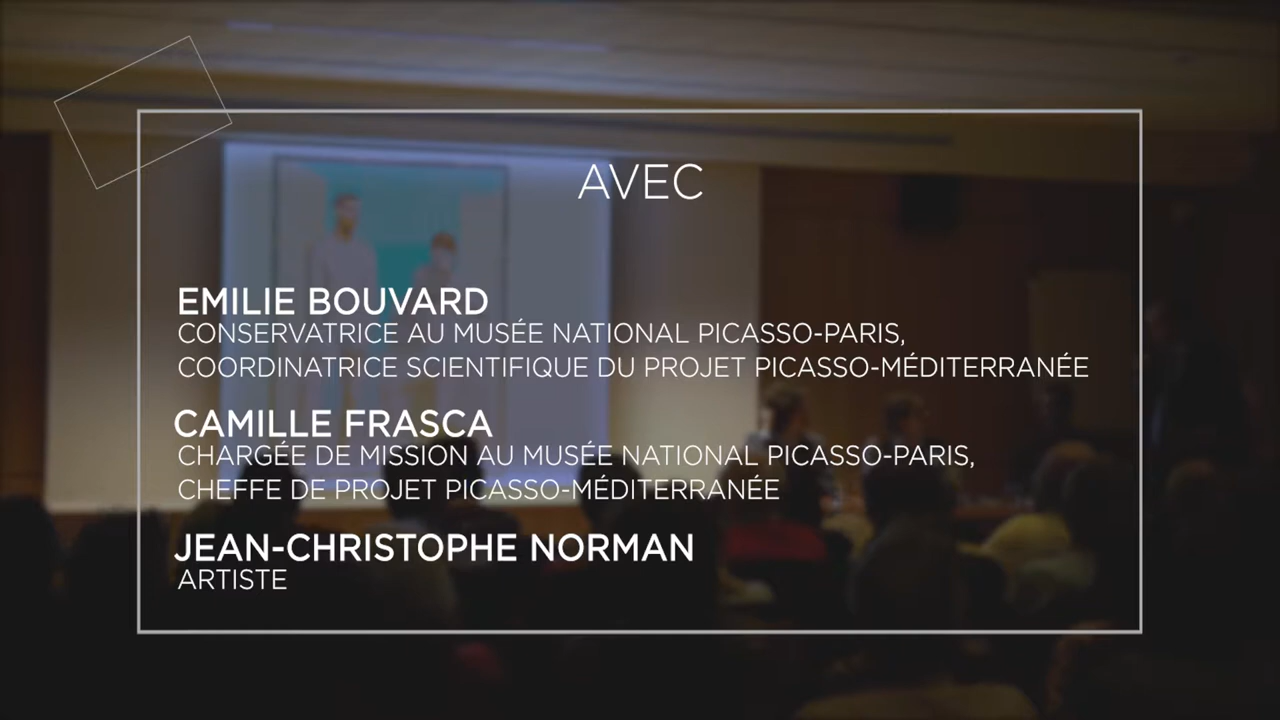 AVEC
EMILIE BOUVARD
CONSERVATRICE AU MUSÉE NATIONAL PICASSO-PARIS,
COORDINATRICE SCIENTIFIQUE DU PROJET PICASSO-MÉDITERRANÉE
CAMILLE FRASCA
CHARGÉE DE MISSION AU MUSÉE NATIONAL PICASSO-PARIS,
CHEFFE DE PROJET PICASSO-MÉDITERRANÉE
JEAN-CHRISTOPHE NORMAN
ARTISTE